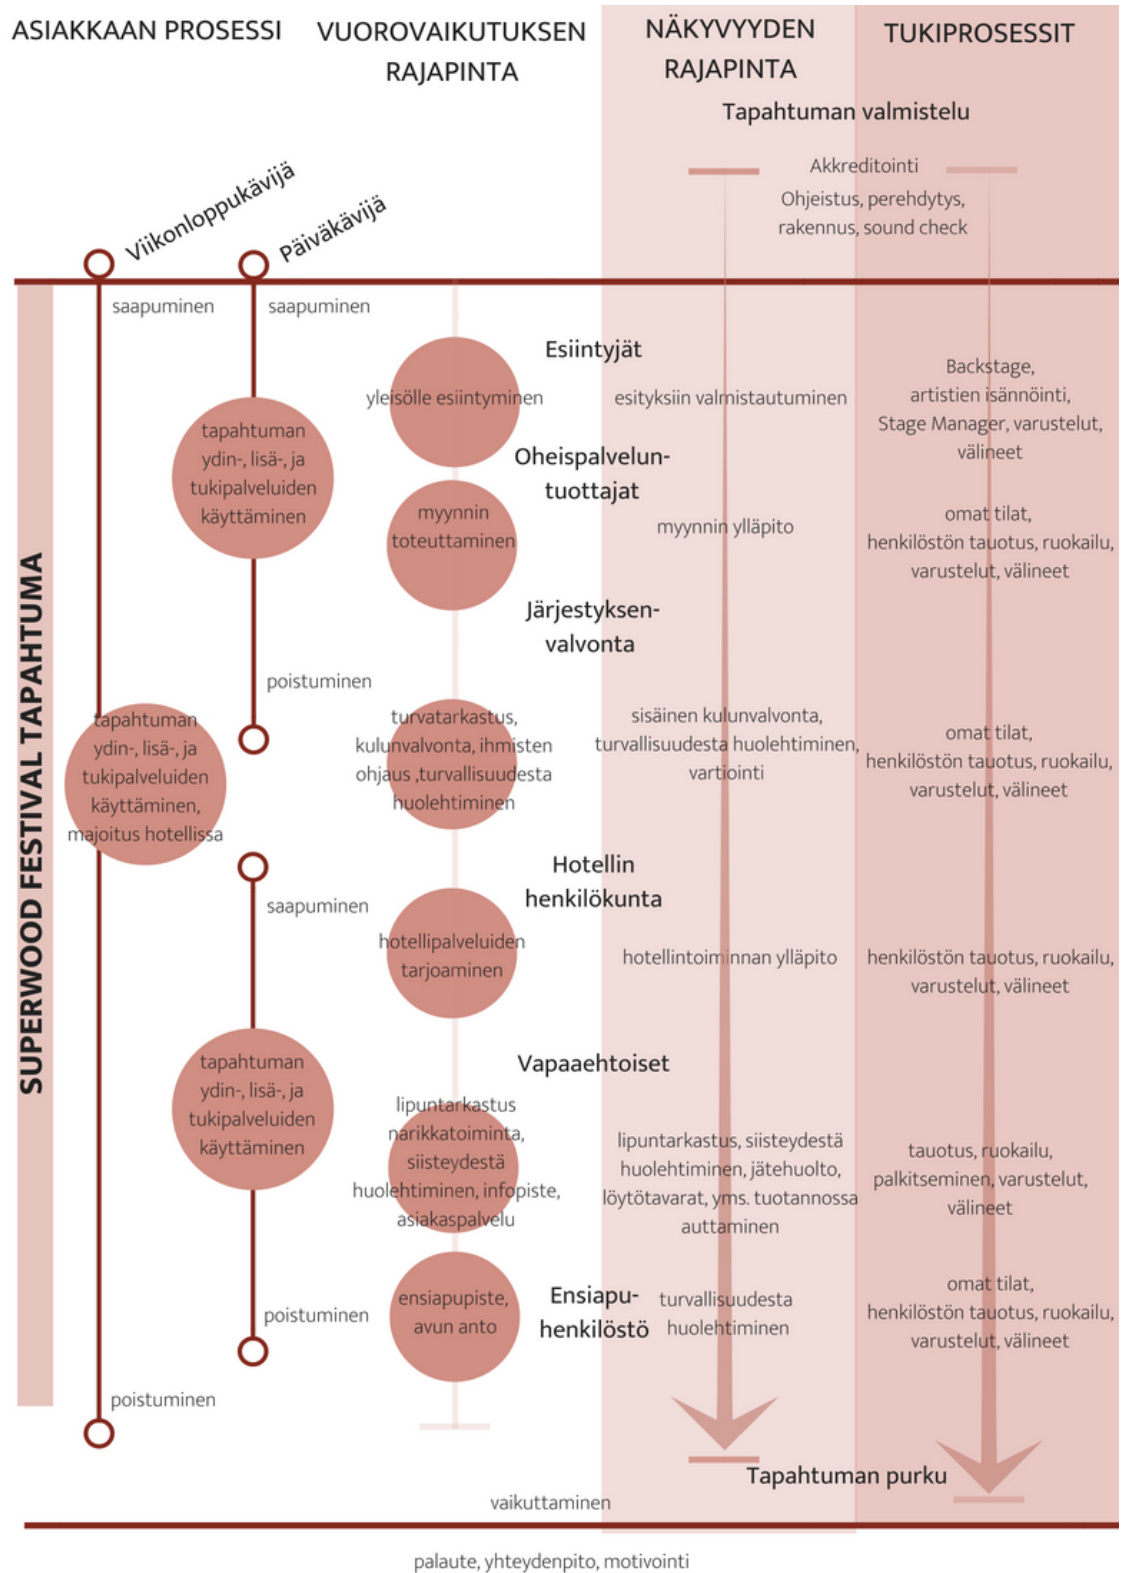 ASIAKKAAN PROSESSI
VUOROVAIKUTUKSEN
RAJAPINTA
NÄKYVYYDEN
RAJAPINTA
TUKIPROSESSIT
Tapahtuman valmistelu
Akkreditointi
Ohjeistus, perehdytys,
rakennus, sound check
Viikonloppukävijä
Päiväkävijä
SUPERWOOD FESTIVAL TAPAHTUMA
saapuminen
saapuminen
tapahtuman
ydin-, lisä-, ja
tukipalveluiden
käyttäminen
poistuminen
tapahtuman
ydin-, lisä-, ja
tukipalveluiden
käyttäminen,
majoitus hotellissa
saapuminen
tapahtuman
ydin-, lisä-, ja
tukipalveluiden
käyttäminen
poistuminen
poistuminen
Esiintyjät
yleisölle esiintyminen
esityksiin valmistautuminen
Backstage,
artistien isännöinti,
Stage Manager, varustelut,
välineet
Oheispalvelun-
tuottajat
myynnin
toteuttaminen
myynnin ylläpito
omat tilat,
henkilöstön tauotus, ruokailu,
varustelut, välineet
Järjestyksen-
valvonta
turvatarkastus,
kulunvalvonta, ihmisten
ohjaus ,turvallisuudesta
huolehtiminen
sisäinen kulunvalvonta,
turvallisuudesta huolehtiminen,
vartiointi
omat tilat,
henkilöstön tauotus, ruokailu,
varustelut, välineet
Hotellin
henkilökunta
hotellipalveluiden
tarjoaminen
hotellintoiminnan ylläpito
henkilöstön tauotus, ruokailu,
varustelut, välineet
Vapaaehtoiset
lipuntarkastus
narikkatoiminta,
siisteydestä
huolehtiminen, infopiste,
asiakaspalvelu
lipuntarkastus, siisteydestä
huolehtiminen, jätehuolto,
löytötavarat, yms. tuotannossa
auttaminen
tauotus, ruokailu,
palkitseminen, varustelut,
välineet
Ensiapu-
henkilöstö
ensiapupiste,
avun anto
turvallisuudesta
huolehtiminen
omat tilat,
henkilöstön tauotus, ruokailu,
varustelut, välineet
Tapahtuman purku
vaikuttaminen
palaute, yhteydenpito, motivointi